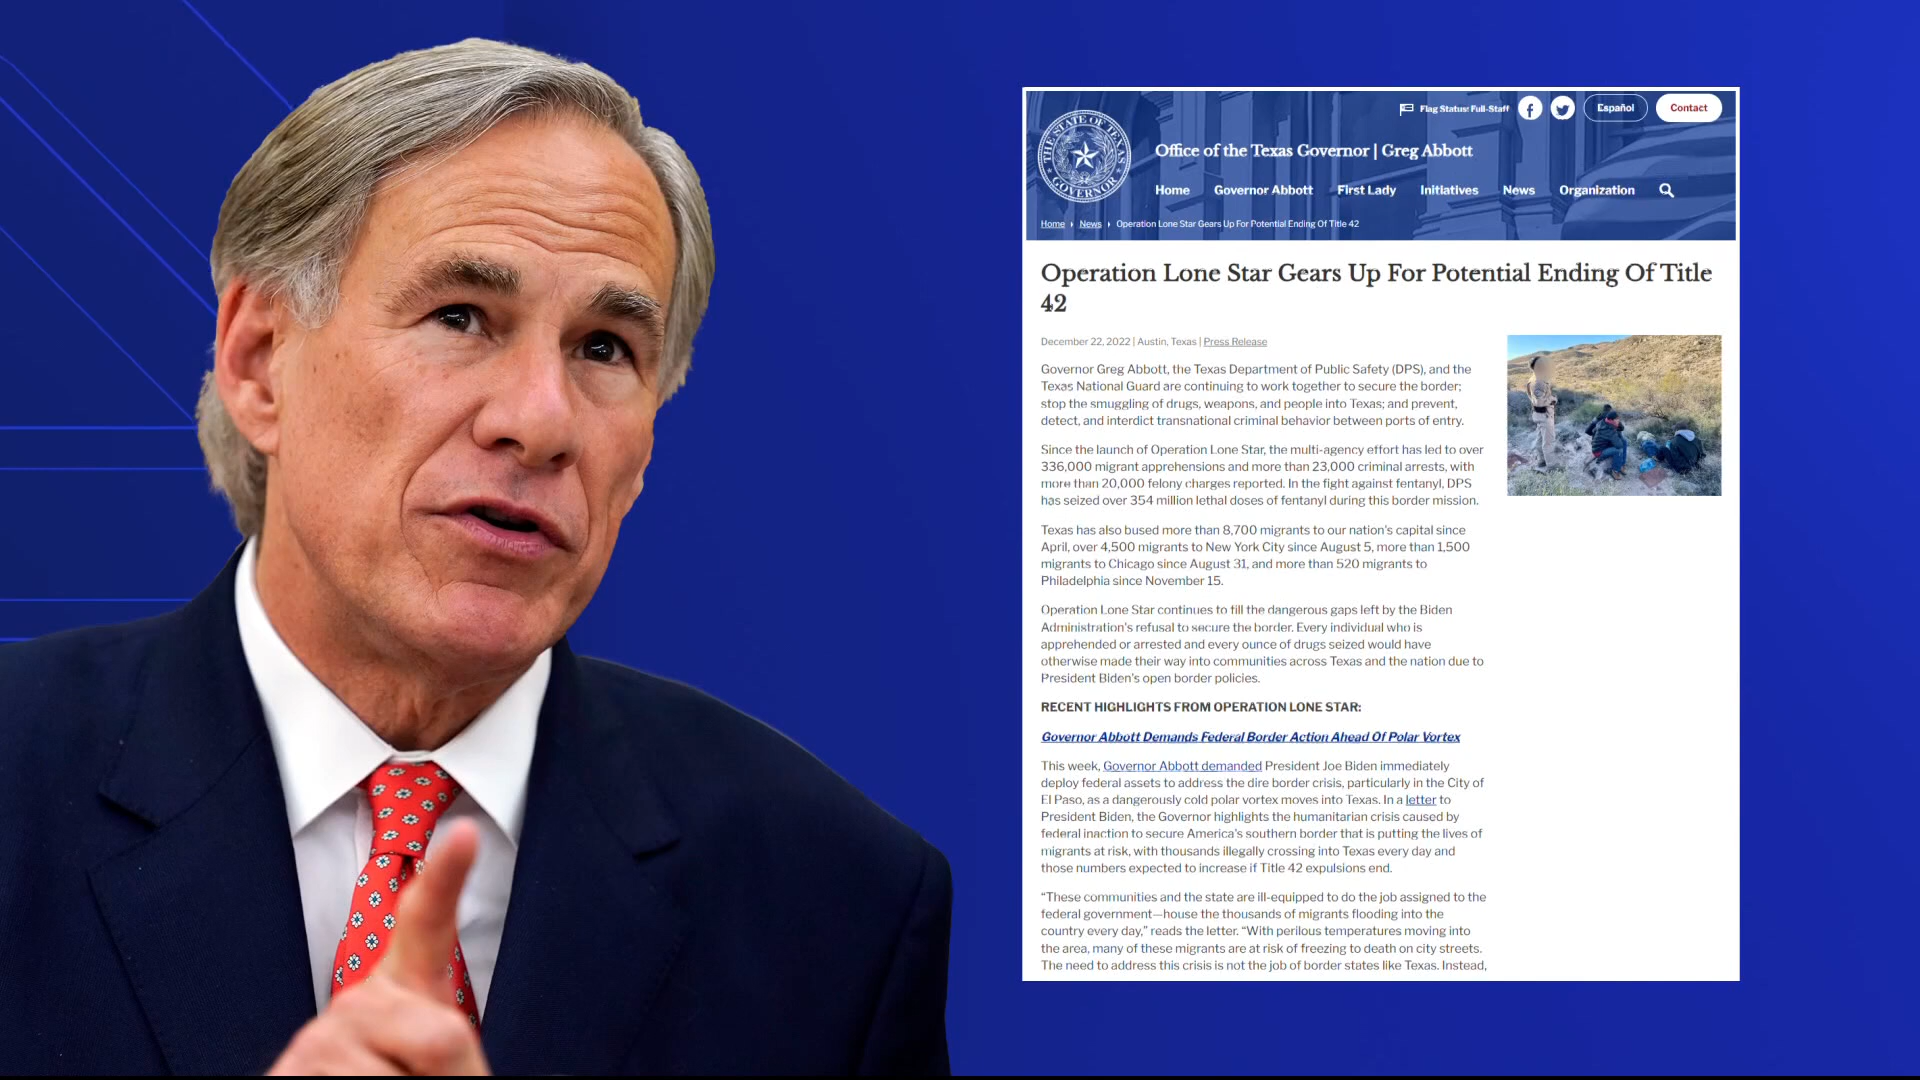 Flag Status: Full-Staff
Español
Contact
THE STATE OF TEXAS
GOVERNOR
Office of the Texas Governor | Greg Abbott
Home Governor Abbott First Lady Initiatives News Organization
Home News Operation Lone Star Gears Up For Potential Ending Of Title 42
Operation Lone Star Gears Up For Potential Ending Of Title
42
December 22, 2022 | Austin, Texas | Press Release
Governor Greg Abbott, the Texas Department of Public Safety (DPS), and the
Texas National Guard are continuing to work together to secure the border;
stop the smuggling of drugs, weapons, and people into Texas; and prevent,
detect, and interdict transnational criminal behavior between ports of entry.
Since the launch of Operation Lone Star, the multi-agency effort has led to over
336,000 migrant apprehensions and more than 23,000 criminal arrests, with
more than 20,000 felony charges reported. In the fight against fentanyl, DPS
has seized over 354 million lethal doses of fentanyl during this border mission.
Texas has also bused more than 8,700 migrants to our nation's capital since
April, over 4,500 migrants to New York City since August 5, more than 1,500
migrants to Chicago since August 31, and more than 520 migrants to
Philadelphia since November 15.
Operation Lone Star continues to fill the dangerous gaps left by the Biden
Administration's refusal to secure the border. Every individual who is
apprehended or arrested and every ounce of drugs seized would have
otherwise made their way into communities across Texas and the nation due to
President Biden's open border policies.
RECENT HIGHLIGHTS FROM OPERATION LONE STAR:
Governor Abbott Demands Federal Border Action Ahead Of Polar Vortex
This week, Governor Abbott demanded President Joe Biden immediately
deploy federal assets to address the dire border crisis, particularly in the City of
El Paso, as a dangerously cold polar vortex moves into Texas. In a letter to
President Biden, the Governor highlights the humanitarian crisis caused by
federal inaction to secure America's southern border that is putting the lives of
migrants at risk, with thousands illegally crossing into Texas every day and
those numbers expected to increase if Title 42 expulsions end.
“These communities and the state are ill-equipped to do the job assigned to the
federal government—house the thousands of migrants flooding into the
country every day,” reads the letter. “With perilous temperatures moving into
the area, many of these migrants are at risk of freezing to death on city streets.
The need to address this crisis is not the job of border states like Texas. Instead,